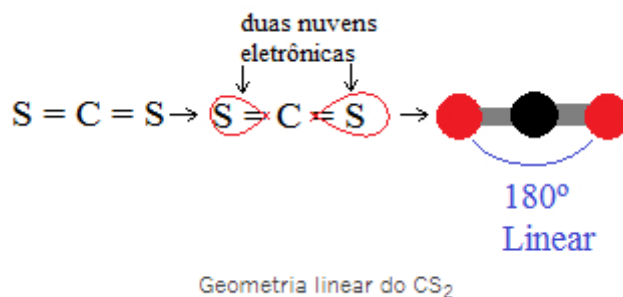 duas nuvens
eletrônicas
S = C = S → S = C = S →
180º
Linear
Geometria linear do CS₂